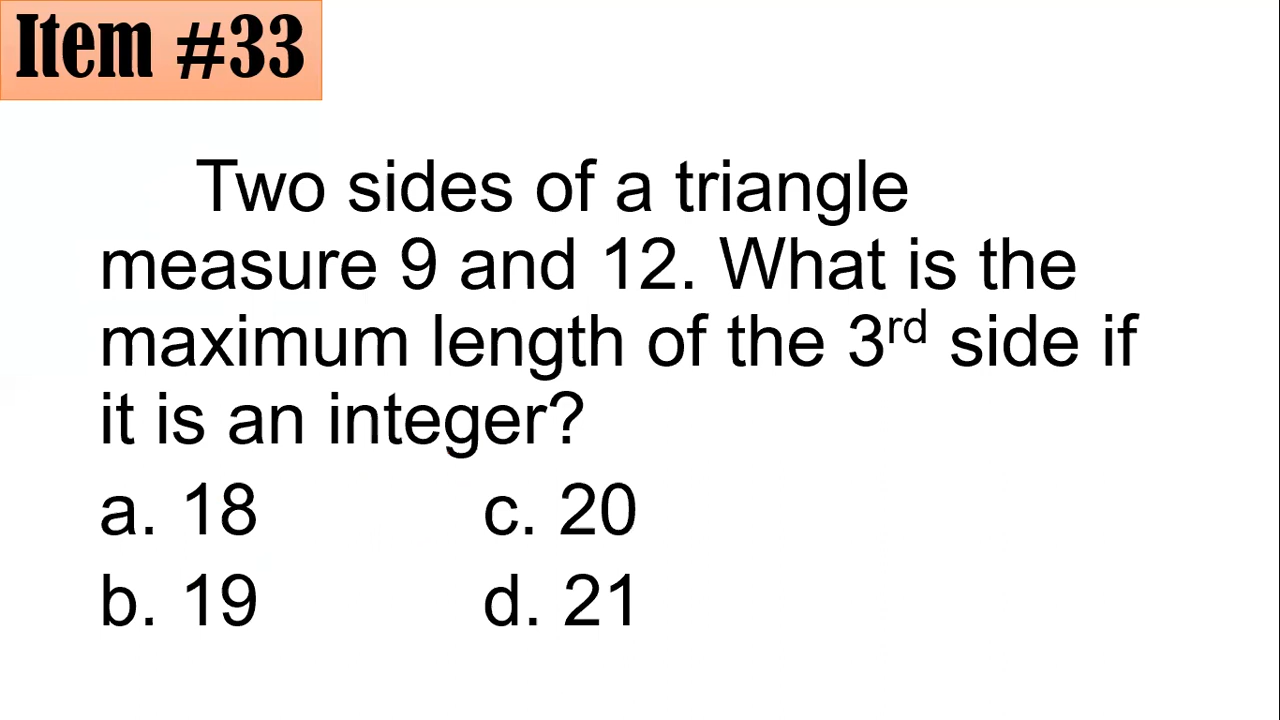 Item #33
Two sides of a triangle
measure 9 and 12. What is the
maximum length of the 3rd side if
it is an integer?
a. 18 c. 20
b. 19 d. 21